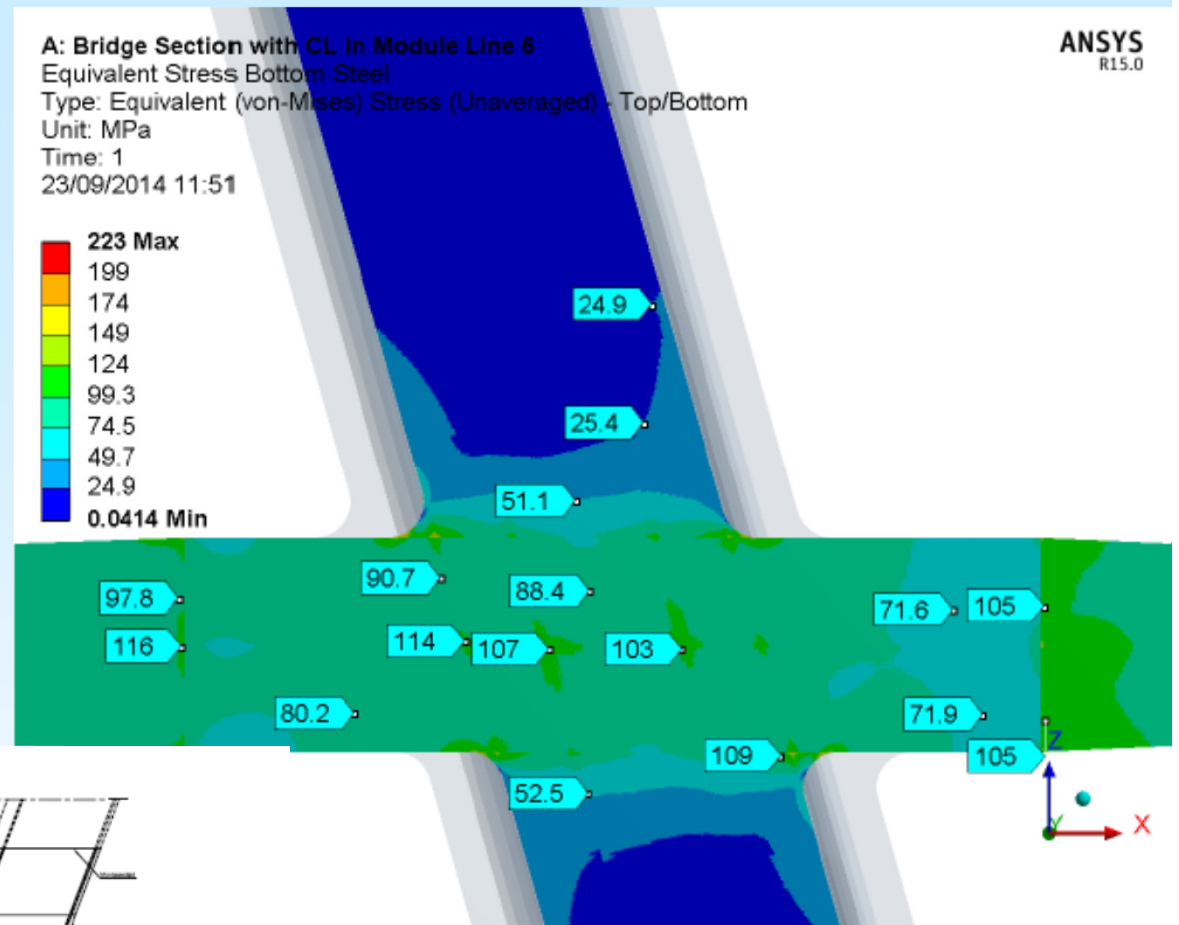 A: Bridge Section with CL in Module Line 6
Equivalent Stress Bottom Steel
Type: Equivalent (von-Mises) Stress (Unaveraged) - Top/Bottom
Unit: MPa
Time: 1
23/09/2014 11:51
ANSYS
R15.0
223 Max
199
174
149
124
99.3
74.5
49.7
24.9
0.0414 Min
24.9
25.4
51.1
90.7
88.4
97.8
71.6
105
116
114
107
103
80.2
71.9
109
105
52.5
Z
Y
X